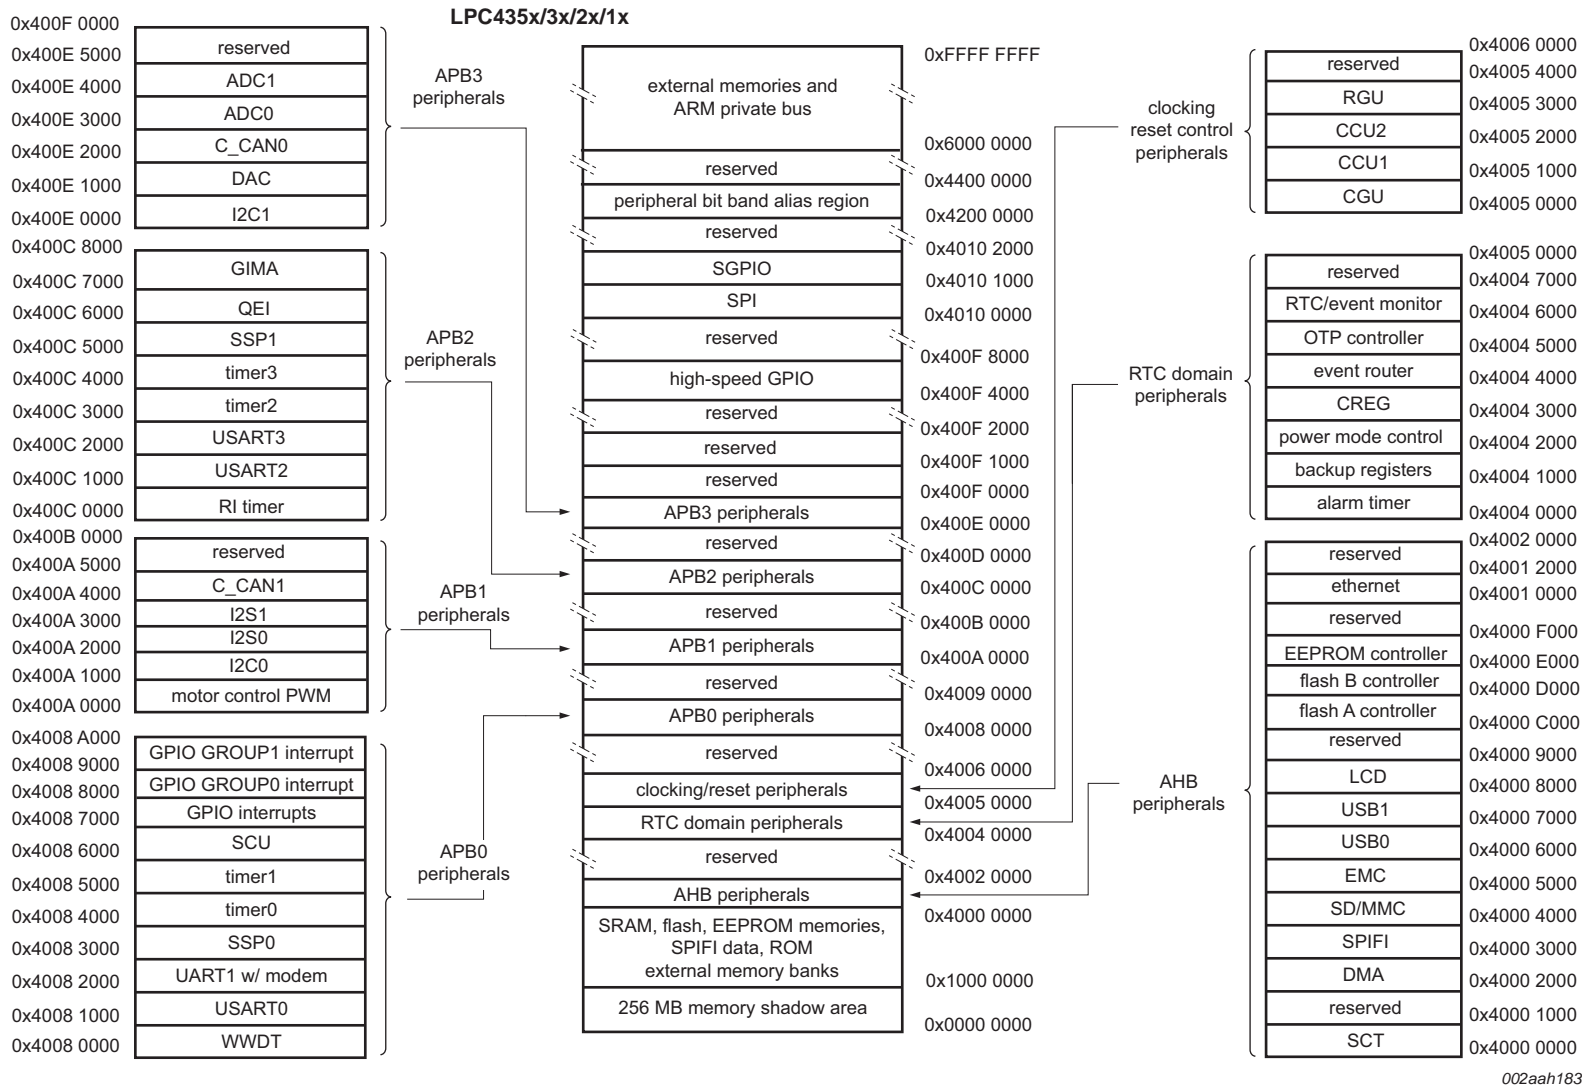 LPC435x/3x/2x/1x
0x400F 0000
reserved
0x400E 5000
ADC1
0x400E 4000
ADC0
0x400E 3000
C_CAN0
0x400E 2000
DAC
0x400E 1000
I2C1
0x400E 0000
APB3
peripherals
0x400C 8000
GIMA
0x400C 7000
QEI
0x400C 6000
SSP1
0x400C 5000
timer3
0x400C 4000
timer2
0x400C 3000
USART3
0x400C 2000
USART2
0x400C 1000
RI timer
0x400C 0000
APB2
peripherals
0x400B 0000
reserved
0x400A 5000
C_CAN1
0x400A 4000
I2S1
0x400A 3000
I2S0
0x400A 2000
I2C0
0x400A 1000
motor control PWM
0x400A 0000
APB1
peripherals
0x4008 A000
GPIO GROUP1 interrupt
0x4008 9000
GPIO GROUP0 interrupt
0x4008 8000
GPIO interrupts
0x4008 7000
SCU
0x4008 6000
timer1
0x4008 5000
timer0
0x4008 4000
SSP0
0x4008 3000
UART1 w/ modem
0x4008 2000
USART0
0x4008 1000
WWDT
0x4008 0000
APB0
peripherals
0xFFFF FFFF
external memories and
ARM private bus
0x6000 0000
reserved
0x4400 0000
peripheral bit band alias region
0x4200 0000
reserved
0x4010 2000
SGPIO
0x4010 1000
SPI
0x4010 0000
reserved
0x400F 8000
high-speed GPIO
0x400F 4000
reserved
0x400F 2000
reserved
0x400F 1000
reserved
0x400F 0000
APB3 peripherals
0x400E 0000
reserved
0x400D 0000
APB2 peripherals
0x400C 0000
reserved
0x400B 0000
APB1 peripherals
0x400A 0000
reserved
0x4009 0000
APB0 peripherals
0x4008 0000
reserved
0x4006 0000
clocking/reset peripherals
0x4005 0000
RTC domain peripherals
0x4004 0000
reserved
0x4002 0000
AHB peripherals
0x4000 0000
SRAM, flash, EEPROM memories,
SPIFI data, ROM
external memory banks
0x1000 0000
256 MB memory shadow area
0x0000 0000
clocking
reset control
peripherals
0x4006 0000
reserved
0x4005 4000
RGU
0x4005 3000
CCU2
0x4005 2000
CCU1
0x4005 1000
CGU
0x4005 0000
RTC domain
peripherals
0x4005 0000
reserved
0x4004 7000
RTC/event monitor
0x4004 6000
OTP controller
0x4004 5000
event router
0x4004 4000
CREG
0x4004 3000
power mode control
0x4004 2000
backup registers
0x4004 1000
alarm timer
0x4004 0000
AHB
peripherals
0x4002 0000
reserved
0x4001 2000
ethernet
0x4001 0000
reserved
0x4000 F000
EEPROM controller
0x4000 E000
flash B controller
0x4000 D000
flash A controller
0x4000 C000
reserved
0x4000 9000
LCD
0x4000 8000
USB1
0x4000 7000
USB0
0x4000 6000
EMC
0x4000 5000
SD/MMC
0x4000 4000
SPIFI
0x4000 3000
DMA
0x4000 2000
reserved
0x4000 1000
SCT
0x4000 0000
002aah183